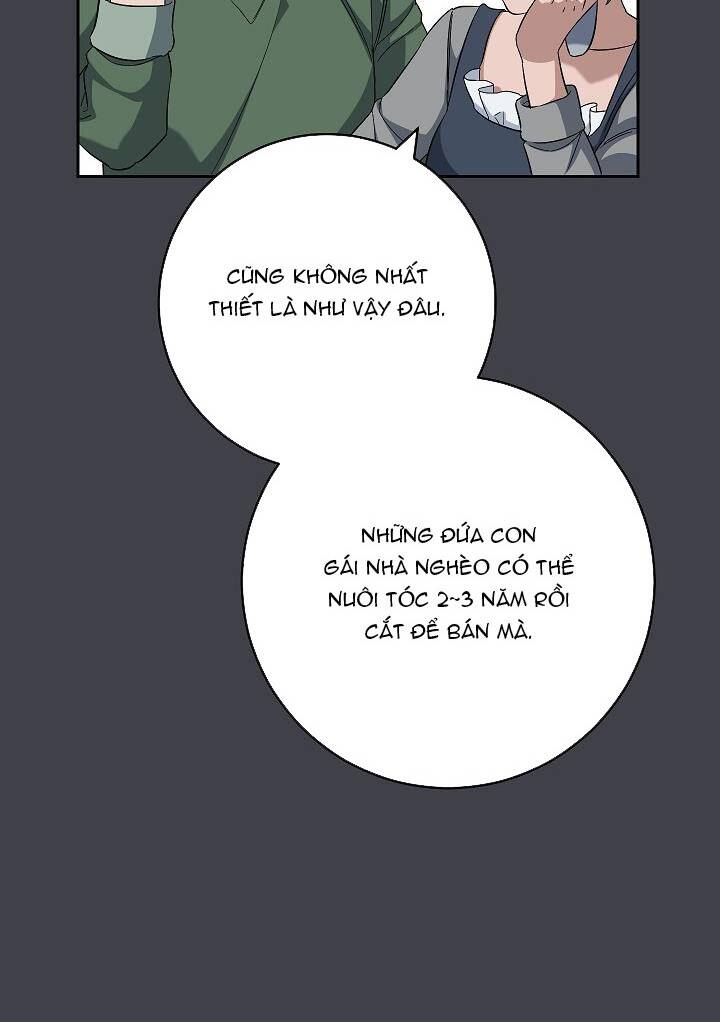 CŨNG KHÔNG NHẤT
THIẾT LÀ NHƯ VẬY ĐÂU.
NHỮNG ĐỨA CON
GÁI NHÀ NGHÈO CÓ THỂ
NUÔI TÓC 2~3 NĂM RỒI
CẮT ĐỂ BÁN MÀ.